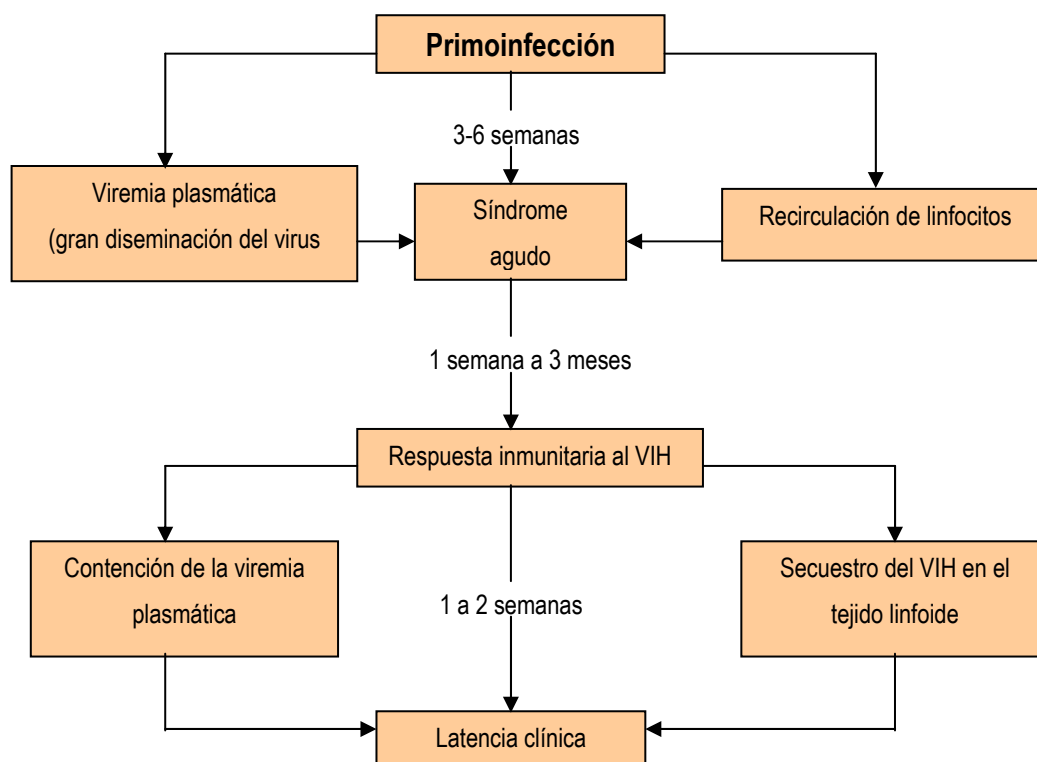 Primoinfección
3-6 semanas
Viremia plasmática
(gran diseminación del virus
Síndrome
agudo
Recirculación de linfocitos
1 semana a 3 meses
Respuesta inmunitaria al VIH
Contención de la viremia
plasmática
1 a 2 semanas
Secuestro del VIH en el
tejido linfoide
Latencia clínica